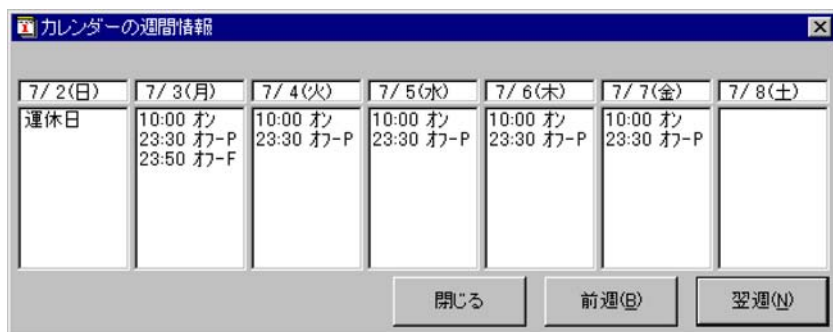 カレンダーの週間情報
7/ 2(日)
7/ 3(月)
7/ 4(火)
7/ 5(水)
7/ 6(木)
7/ 7(金)
7/ 8(土)
運休日
10:00 オン
23:30 オフ-P
23:50 オフ-F
10:00 オン
23:30 オフ-P
10:00 オン
23:30 オフ-P
10:00 オン
23:30 オフ-P
10:00 オン
23:30 オフ-P
閉じる
前週(B)
翌週(N)